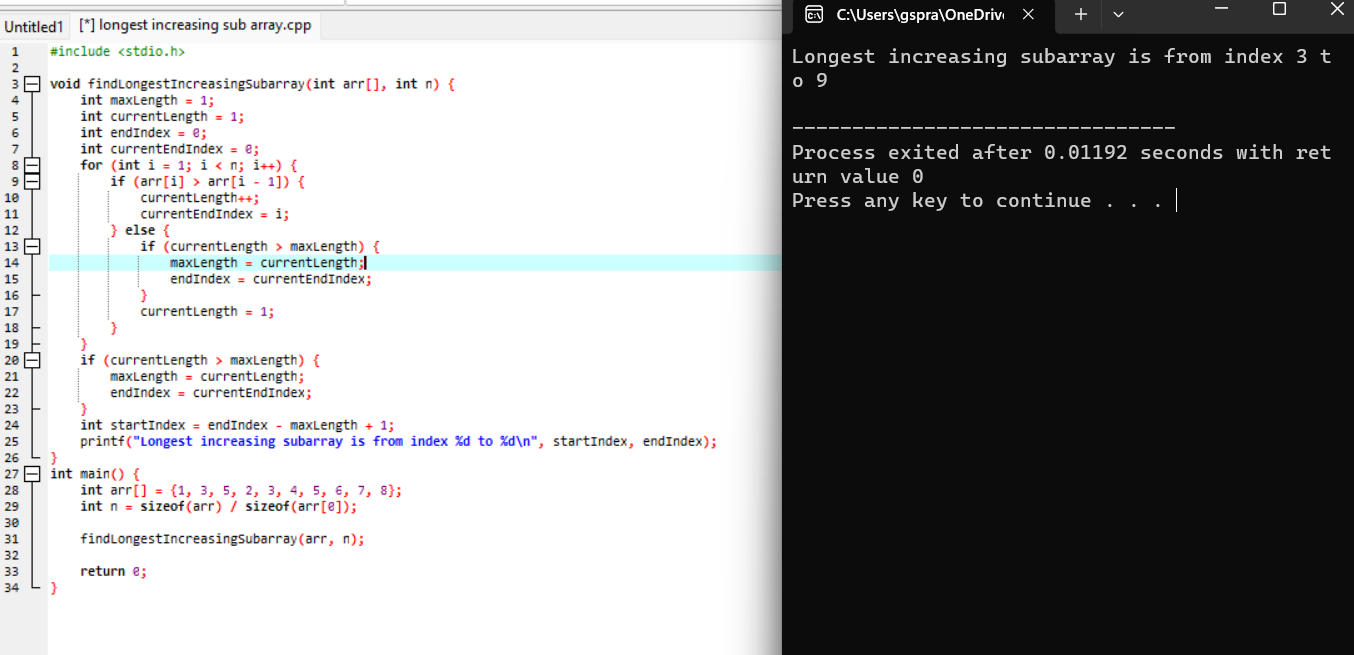 Untitled1 [*] longest increasing sub array.cpp
1 #include <stdio.h>
2
3 void findLongestIncreasingSubarray(int arr[], int n) {
4 int maxLength = 1;
5 int currentLength = 1;
6 int endIndex = 0;
7 int currentEndIndex = 0;
8 for (int i = 1; i < n; i++) {
9 if (arr[i] > arr[i - 1]) {
10 currentLength++;
11 currentEndIndex = i;
12 } else {
13 if (currentLength > maxLength) {
14 maxLength = currentLength;
15 endIndex = currentEndIndex;
16 }
17 currentLength = 1;
18 }
19 }
20 if (currentLength > maxLength) {
21 maxLength = currentLength;
22 endIndex = currentEndIndex;
23 }
24 int startIndex = endIndex - maxLength + 1;
25 printf("Longest increasing subarray is from index %d to %d\n", startIndex, endIndex);
26 }
27 int main() {
28 int arr[] = {1, 3, 5, 2, 3, 4, 5, 6, 7, 8};
29 int n = sizeof(arr) / sizeof(arr[0]);
30
31 findLongestIncreasingSubarray(arr, n);
32
33 return 0;
34 }
C:\Users\gspra\OneDriv
Longest increasing subarray is from index 3 t
o 9
--------------------------------
Process exited after 0.01192 seconds with ret
urn value 0
Press any key to continue . . .